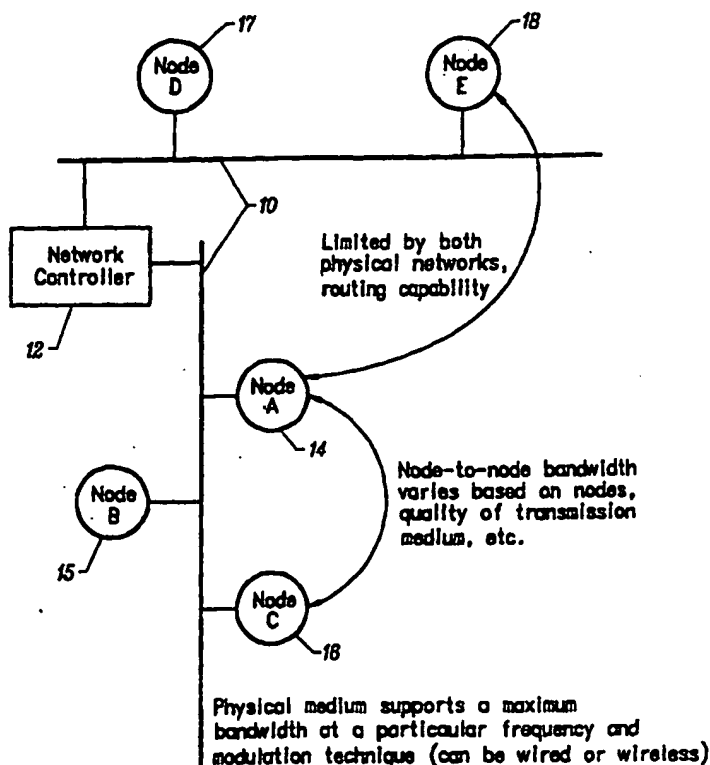 17
Node
D
18
Node
E
10
Network
Controller
12
Limited by both
physical networks,
routing capability
Node
A
14
Node-to-node bandwidth
varies based on nodes,
quality of transmission
medium, etc.
Node
B
15
Node
C
16
Physical medium supports a maximum
bandwidth at a particular frequency and
modulation technique (can be wired or wireless)